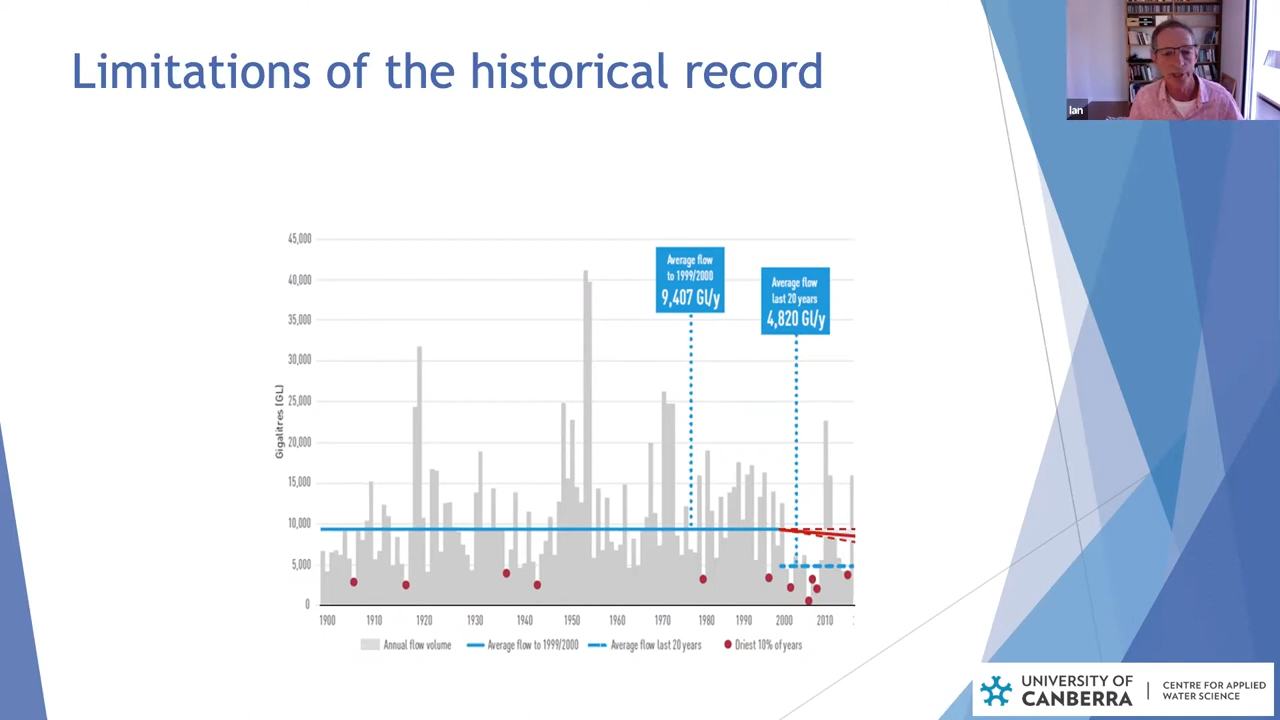 Limitations of the historical record
Ian
45,000
40,000
35,000
30,000
25,000
20,000
15,000
10,000
5,000
0
Gigalitres (GL)
Average flow
to 1999/2000
9,407 Gl/y
Average flow
last 20 years
4,820 Gl/y
1900 1910 1920 1930 1940 1950 1960 1970 1980 1990 2000 2010
Annual flow volume Average flow to 1999/2000 Average flow last 20 years Driest 10% of years
UNIVERSITY OF
CANBERRA
CENTRE FOR APPLIED
WATER SCIENCE